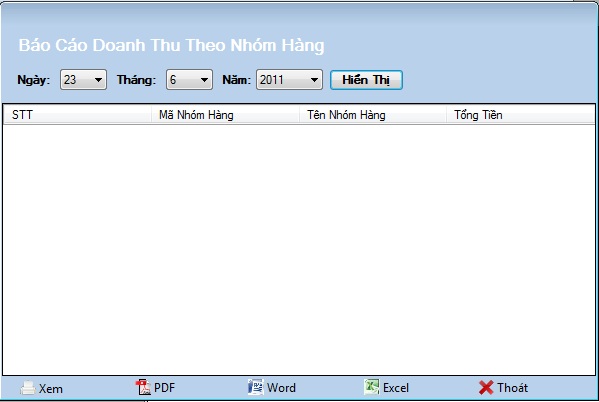 Báo Cáo Doanh Thu Theo Nhóm Hàng
Ngày: 23 Tháng: 6 Năm: 2011 Hiển Thị
STT Mã Nhóm Hàng Tên Nhóm Hàng Tổng Tiền
Xem PDF Word Excel Thoát